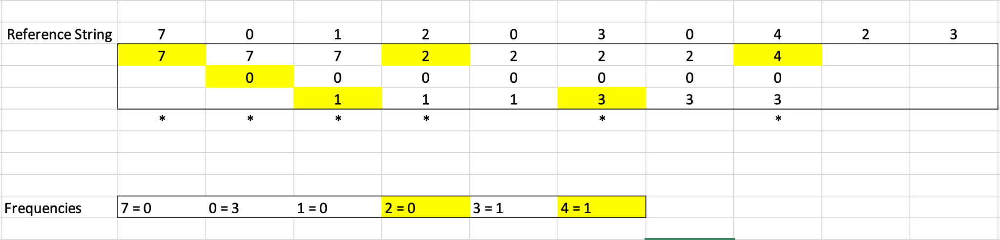 Reference String 7 0 1 2 0 3 0 4 2 3
7 7 7 2 2 2 2 4
0 0 0 0 0 0 0
1 1 1 3 3 3
* * * * * *
Frequencies 7 = 0 0 = 3 1 = 0 2 = 0 3 = 1 4 = 1